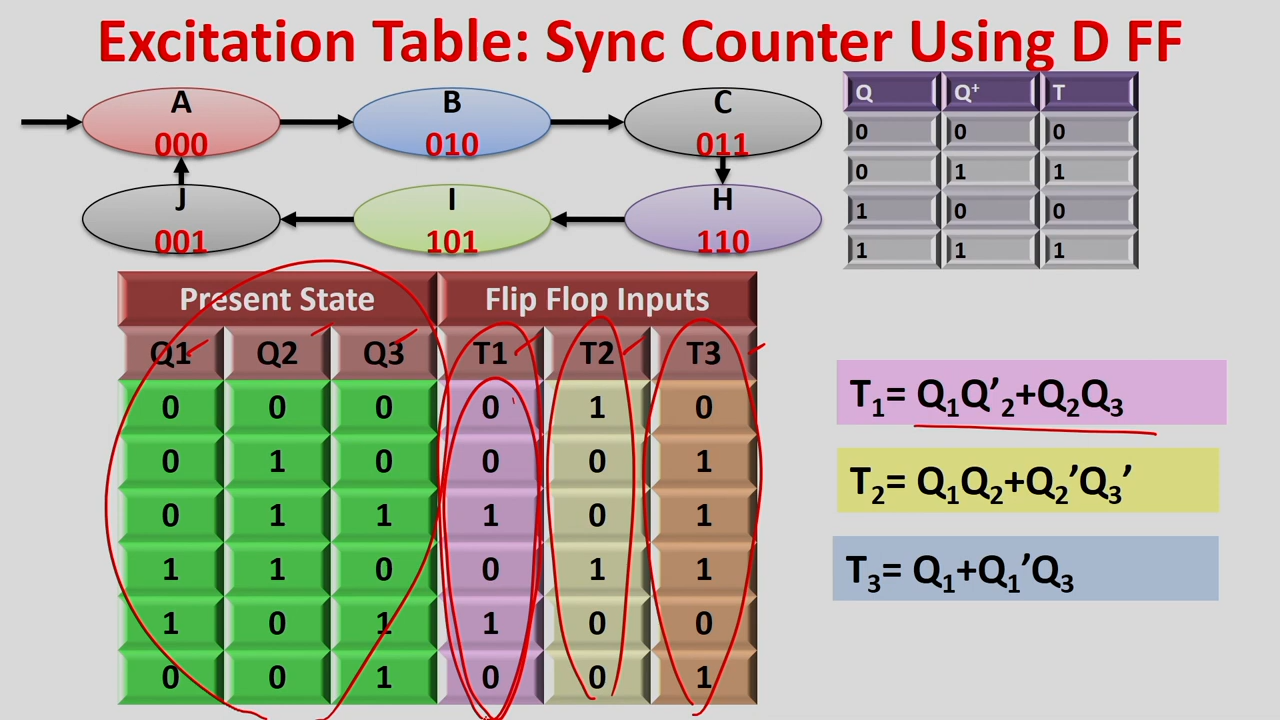 Excitation Table: Sync Counter Using D FF
A
000
B
010
C
011
J
001
I
101
H
110
Q Q⁺ T
0 0 0
0 1 1
1 0 0
1 1 1
Present State Flip Flop Inputs
Q1 Q2 Q3 T1 T2 T3
0 0 0 0 1 0
0 1 0 0 0 1
0 1 1 1 0 1
1 1 0 0 1 1
1 0 1 1 0 0
0 0 1 0 0 1
T₁= Q₁Q’₂+Q₂Q₃
T₂= Q₁Q₂+Q₂’Q₃’
T₃= Q₁+Q₁’Q₃